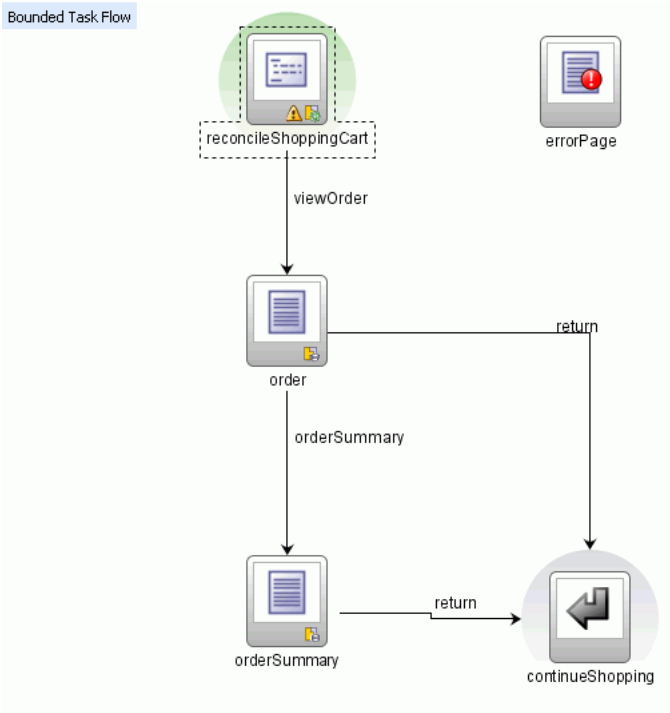 Bounded Task Flow
reconcileShoppingCart
errorPage
viewOrder
return
order
orderSummary
return
orderSummary
continueShopping